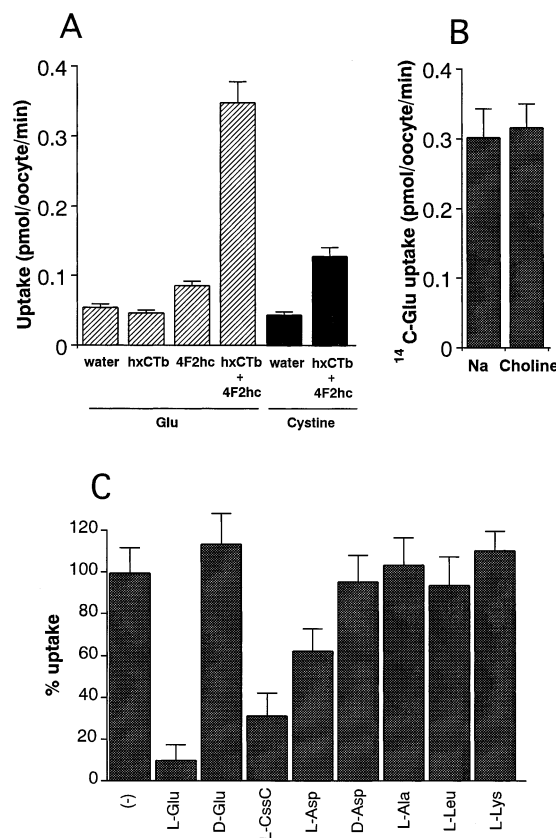 A
Uptake (pmol/oocyte/min)
0.4
0.3
0.2
0.1
0
water hxCTb 4F2hc hxCTb + 4F2hc water hxCTb + 4F2hc
Glu Cystine
B
14 C-Glu uptake (pmol/oocyte/min)
0.4
0.3
0.2
0.1
0
Na Choline
C
% uptake
120
100
80
60
40
20
0
(-) L-Glu D-Glu L-CssC L-Asp D-Asp L-Ala L-Leu L-Lys